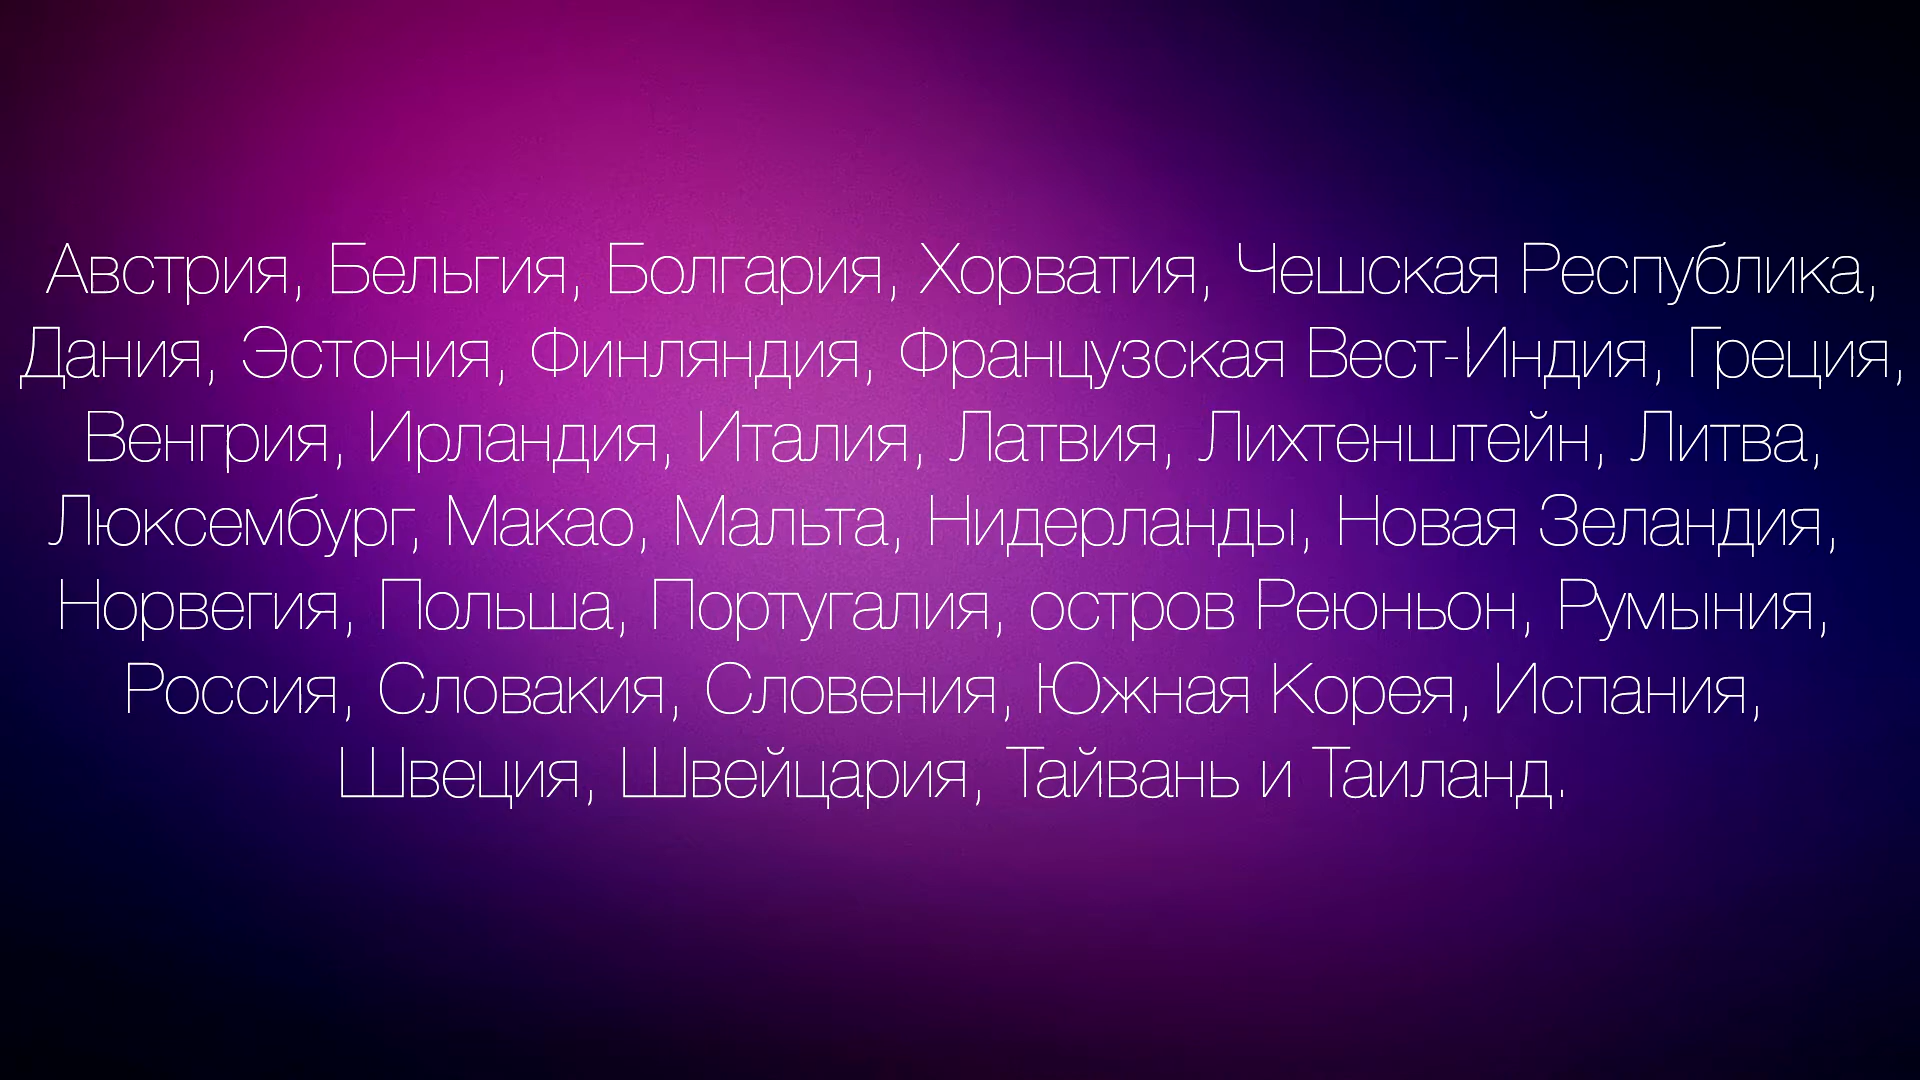 Австрия, Бельгия, Болгария, Хорватия, Чешская Республика,
Дания, Эстония, Финляндия, Французская Вест-Индия, Греция,
Венгрия, Ирландия, Италия, Латвия, Лихтенштейн, Литва,
Люксембург, Макао, Мальта, Нидерланды, Новая Зеландия,
Норвегия, Польша, Португалия, остров Реюньон, Румыния,
Россия, Словакия, Словения, Южная Корея, Испания,
Швеция, Швейцария, Тайвань и Таиланд.